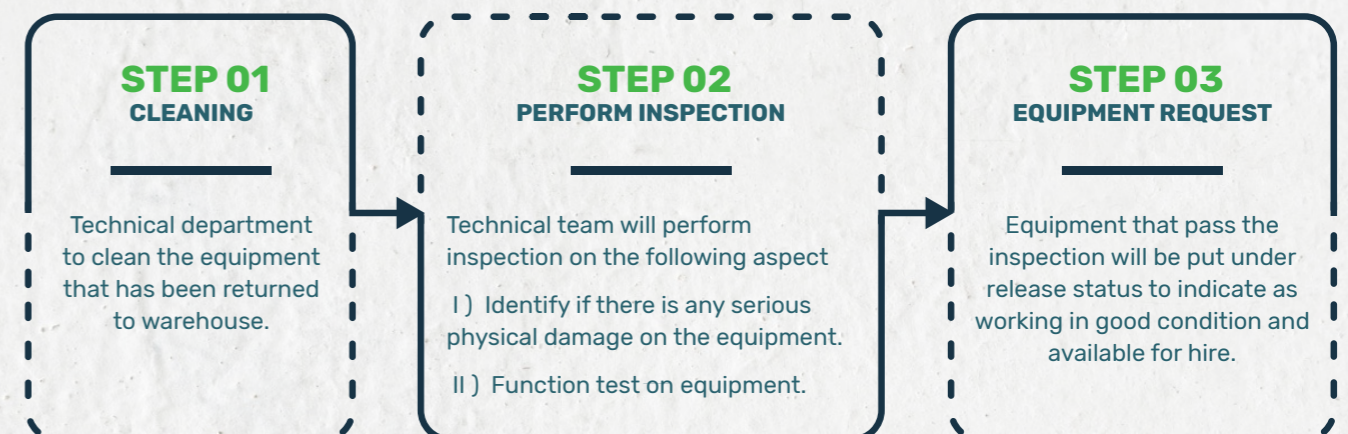 STEP 01
CLEANING
Technical department
to clean the equipment
that has been returned
to warehouse.
STEP 02
PERFORM INSPECTION
Technical team will perform
inspection on the following aspect
I ) Identify if there is any serious
physical damage on the equipment.
II ) Function test on equipment.
STEP 03
EQUIPMENT REQUEST
Equipment that pass the
inspection will be put under
release status to indicate as
working in good condition and
available for hire.